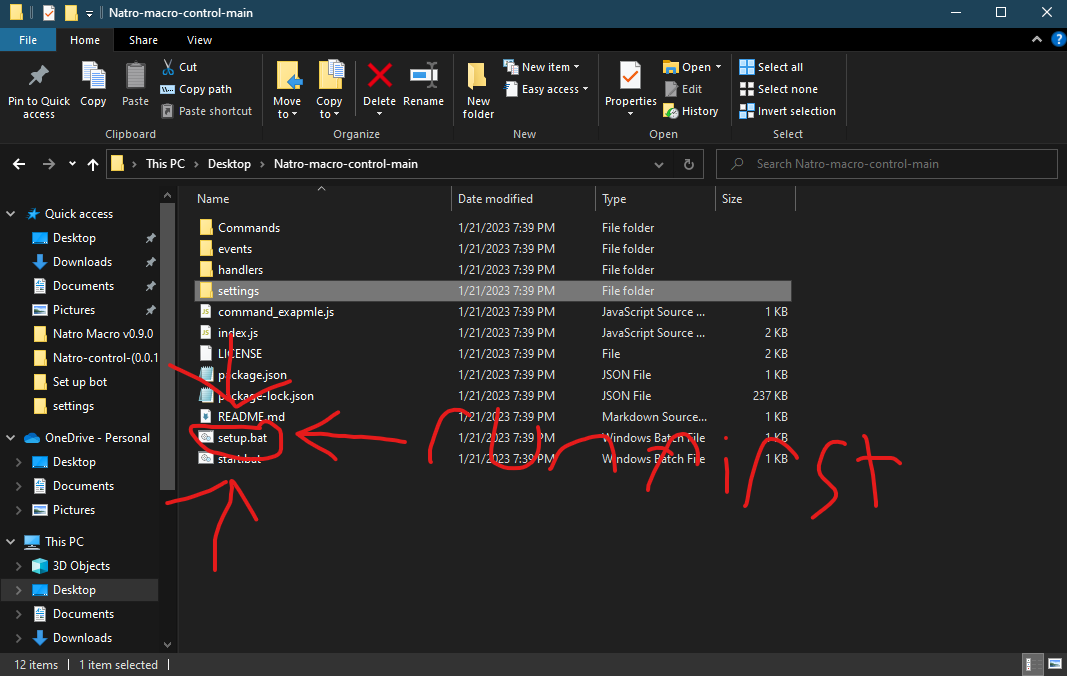 Natro-macro-control-main
File Home Share View
Pin to Quick access
Copy
Paste
Cut
Copy path
Paste shortcut
Clipboard
Move to
Copy to
Delete
Rename
Organize
New folder
New item
Easy access
New
Properties
Open
Edit
History
Open
Select all
Select none
Invert selection
Select
This PC > Desktop > Natro-macro-control-main
Search Natro-macro-control-main
Quick access
Desktop
Downloads
Documents
Pictures
Natro Macro v0.9.0
Natro-control-(0.0.1
Set up bot
settings
OneDrive - Personal
Desktop
Documents
Pictures
This PC
3D Objects
Desktop
Documents
Downloads
Name Date modified Type Size
Commands 1/21/2023 7:39 PM File folder
events 1/21/2023 7:39 PM File folder
handlers 1/21/2023 7:39 PM File folder
settings 1/21/2023 7:39 PM File folder
command_exapmle.js 1/21/2023 7:39 PM JavaScript Source ... 1 KB
index.js 1/21/2023 7:39 PM JavaScript Source ... 2 KB
LICENSE 1/21/2023 7:39 PM File 2 KB
package.json 1/21/2023 7:39 PM JSON File 1 KB
package-lock.json 1/21/2023 7:39 PM JSON File 237 KB
README.md 1/21/2023 7:39 PM Markdown Source... 1 KB
setup.bat 1/21/2023 7:39 PM Windows Batch File 1 KB
start.bat 1/21/2023 7:39 PM Windows Batch File 1 KB
run first
12 items 1 item selected